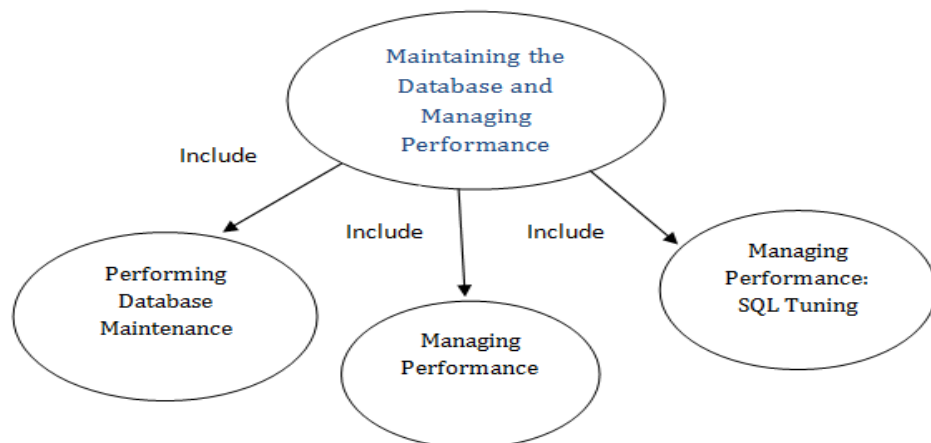 Maintaining the
Database and
Managing
Performance
Include
Include
Include
Performing
Database
Maintenance
Managing
Performance
Managing
Performance:
SQL Tuning